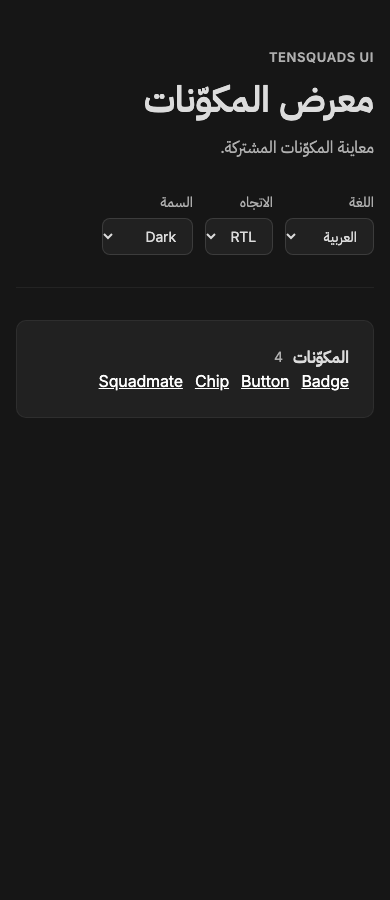 TENSQUADS UI
معرض المكوّنات
معاينة المكوّنات المشتركة.
اللغة الاتجاه السمة
العربية RTL Dark
المكوّنات 4
Badge Button Chip Squadmate